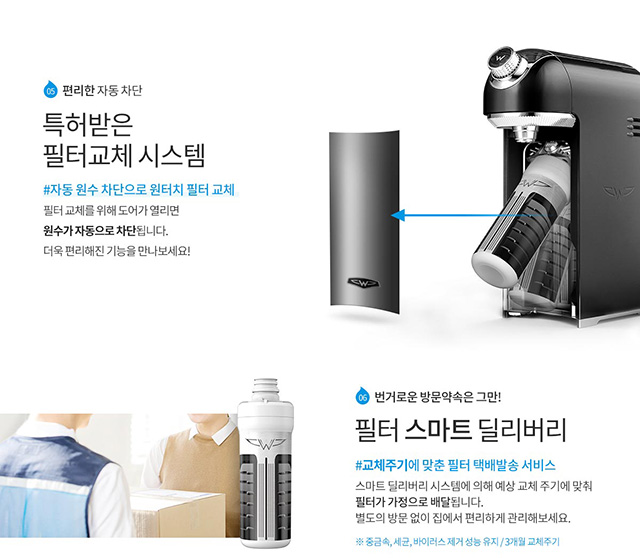 05 편리한 자동 차단
특허받은
필터교체 시스템
#자동 원수 차단으로 원터치 필터 교체
필터 교체를 위해 도어가 열리면
원수가 자동으로 차단됩니다.
더욱 편리해진 기능을 만나보세요!
W
W
06 번거로운 방문약속은 그만!
필터 스마트 딜리버리
#교체주기에 맞춘 필터 택배발송 서비스
스마트 딜리버리 시스템에 의해 예상 교체 주기에 맞춰
필터가 가정으로 배달됩니다.
별도의 방문 없이 집에서 편리하게 관리해보세요.
※ 중금속, 세균, 바이러스 제거 성능 유지 / 3개월 교체주기